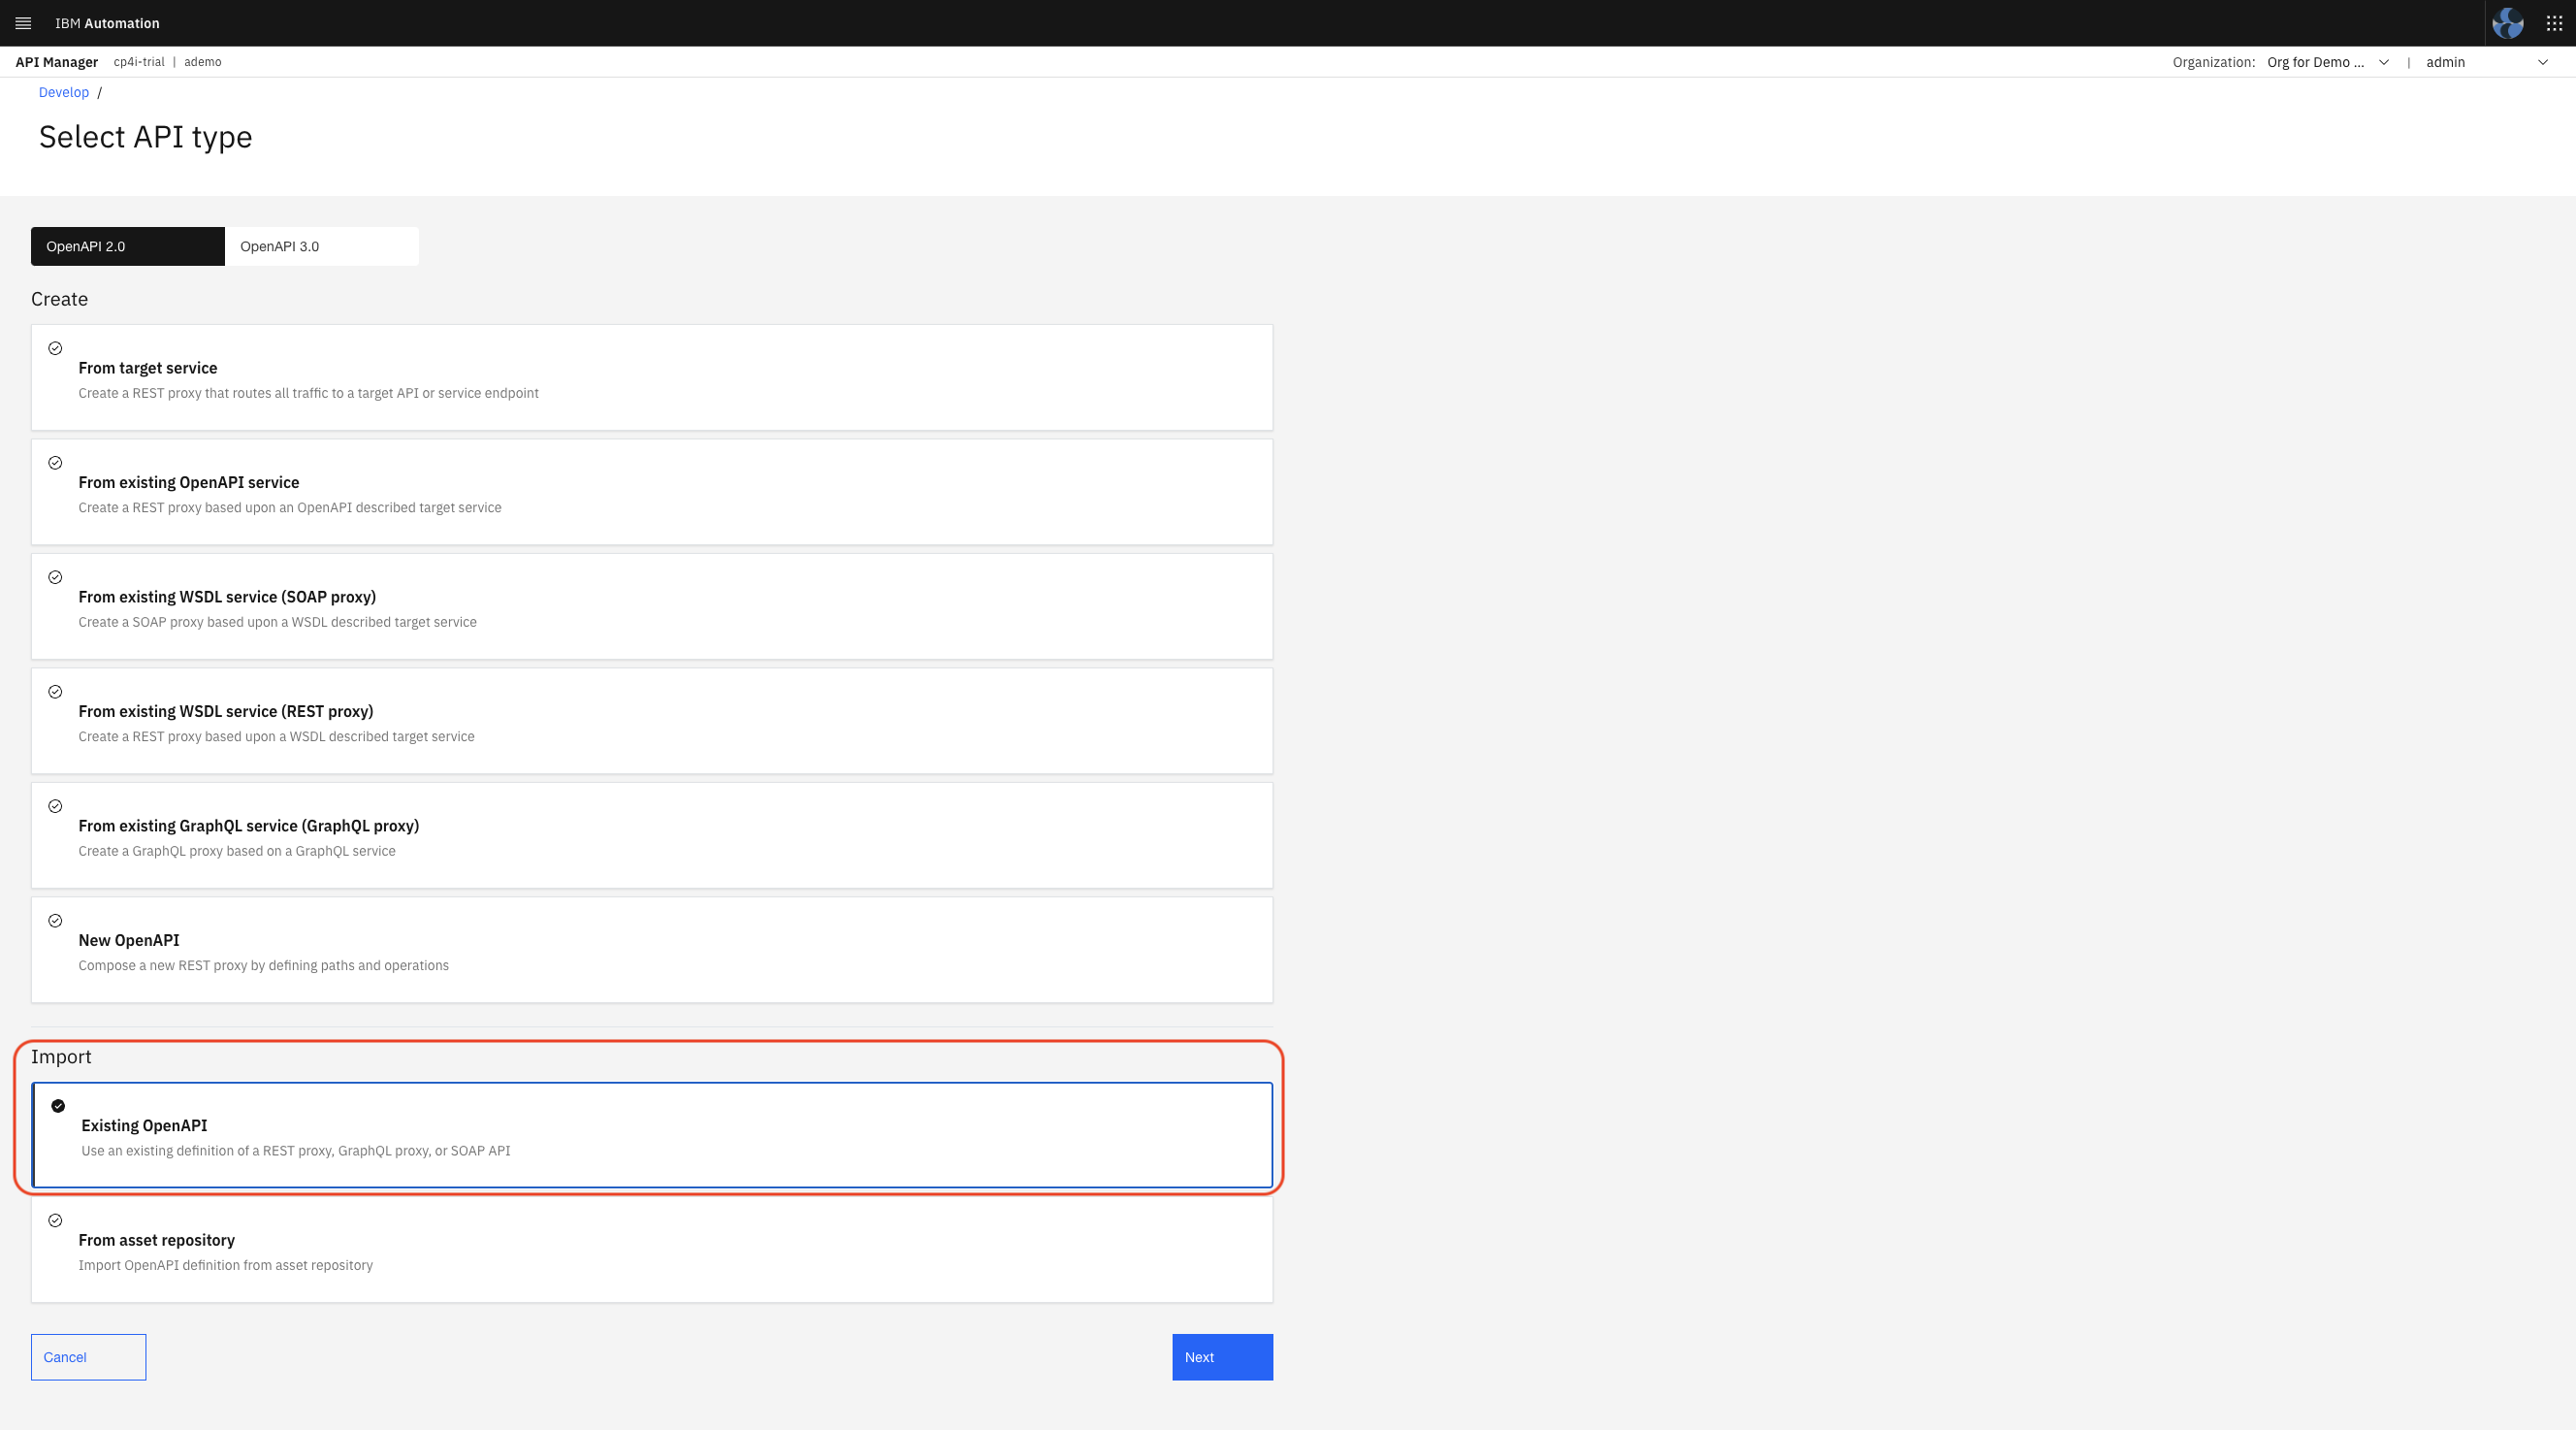 IBM Automation
API Manager cp4i-trial | ademo Organization: Org for Demo ... | admin
Develop /
Select API type
OpenAPI 2.0 OpenAPI 3.0
Create
From target service
Create a REST proxy that routes all traffic to a target API or service endpoint
From existing OpenAPI service
Create a REST proxy based upon an OpenAPI described target service
From existing WSDL service (SOAP proxy)
Create a SOAP proxy based upon a WSDL described target service
From existing WSDL service (REST proxy)
Create a REST proxy based upon a WSDL described target service
From existing GraphQL service (GraphQL proxy)
Create a GraphQL proxy based on a GraphQL service
New OpenAPI
Compose a new REST proxy by defining paths and operations
Import
Existing OpenAPI
Use an existing definition of a REST proxy, GraphQL proxy, or SOAP API
From asset repository
Import OpenAPI definition from asset repository
Cancel Next